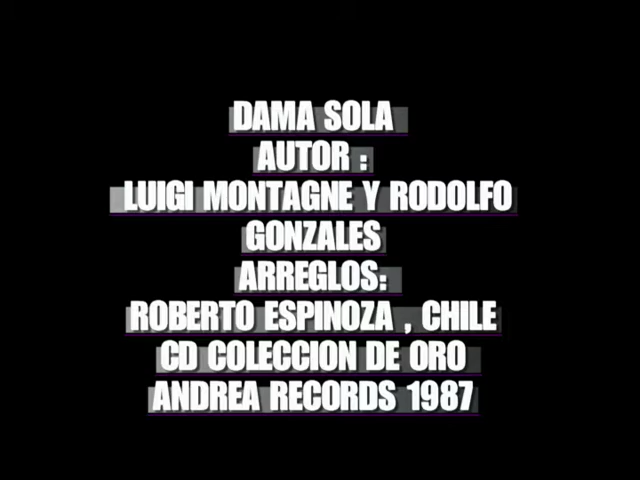 DAMA SOLA
AUTOR :
LUIGI MONTAGNE Y RODOLFO
GONZALES
ARREGLOS:
ROBERTO ESPINOZA , CHILE
CD COLECCION DE ORO
ANDREA RECORDS 1987